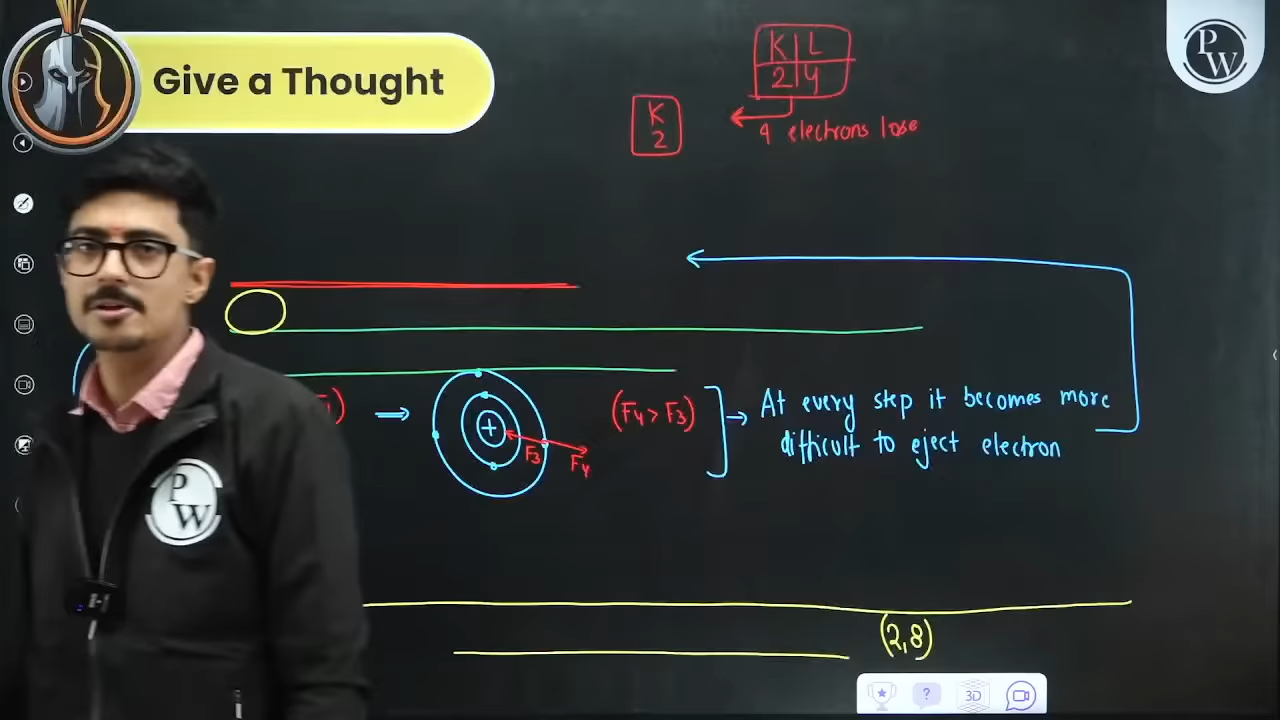 Give a Thought
K L
2 4
K
2
4 electrons lose
PW
(F4 > F3)
At every step it becomes more
difficult to eject electron
F3
F4
+
PW
(2,8)
?
3D